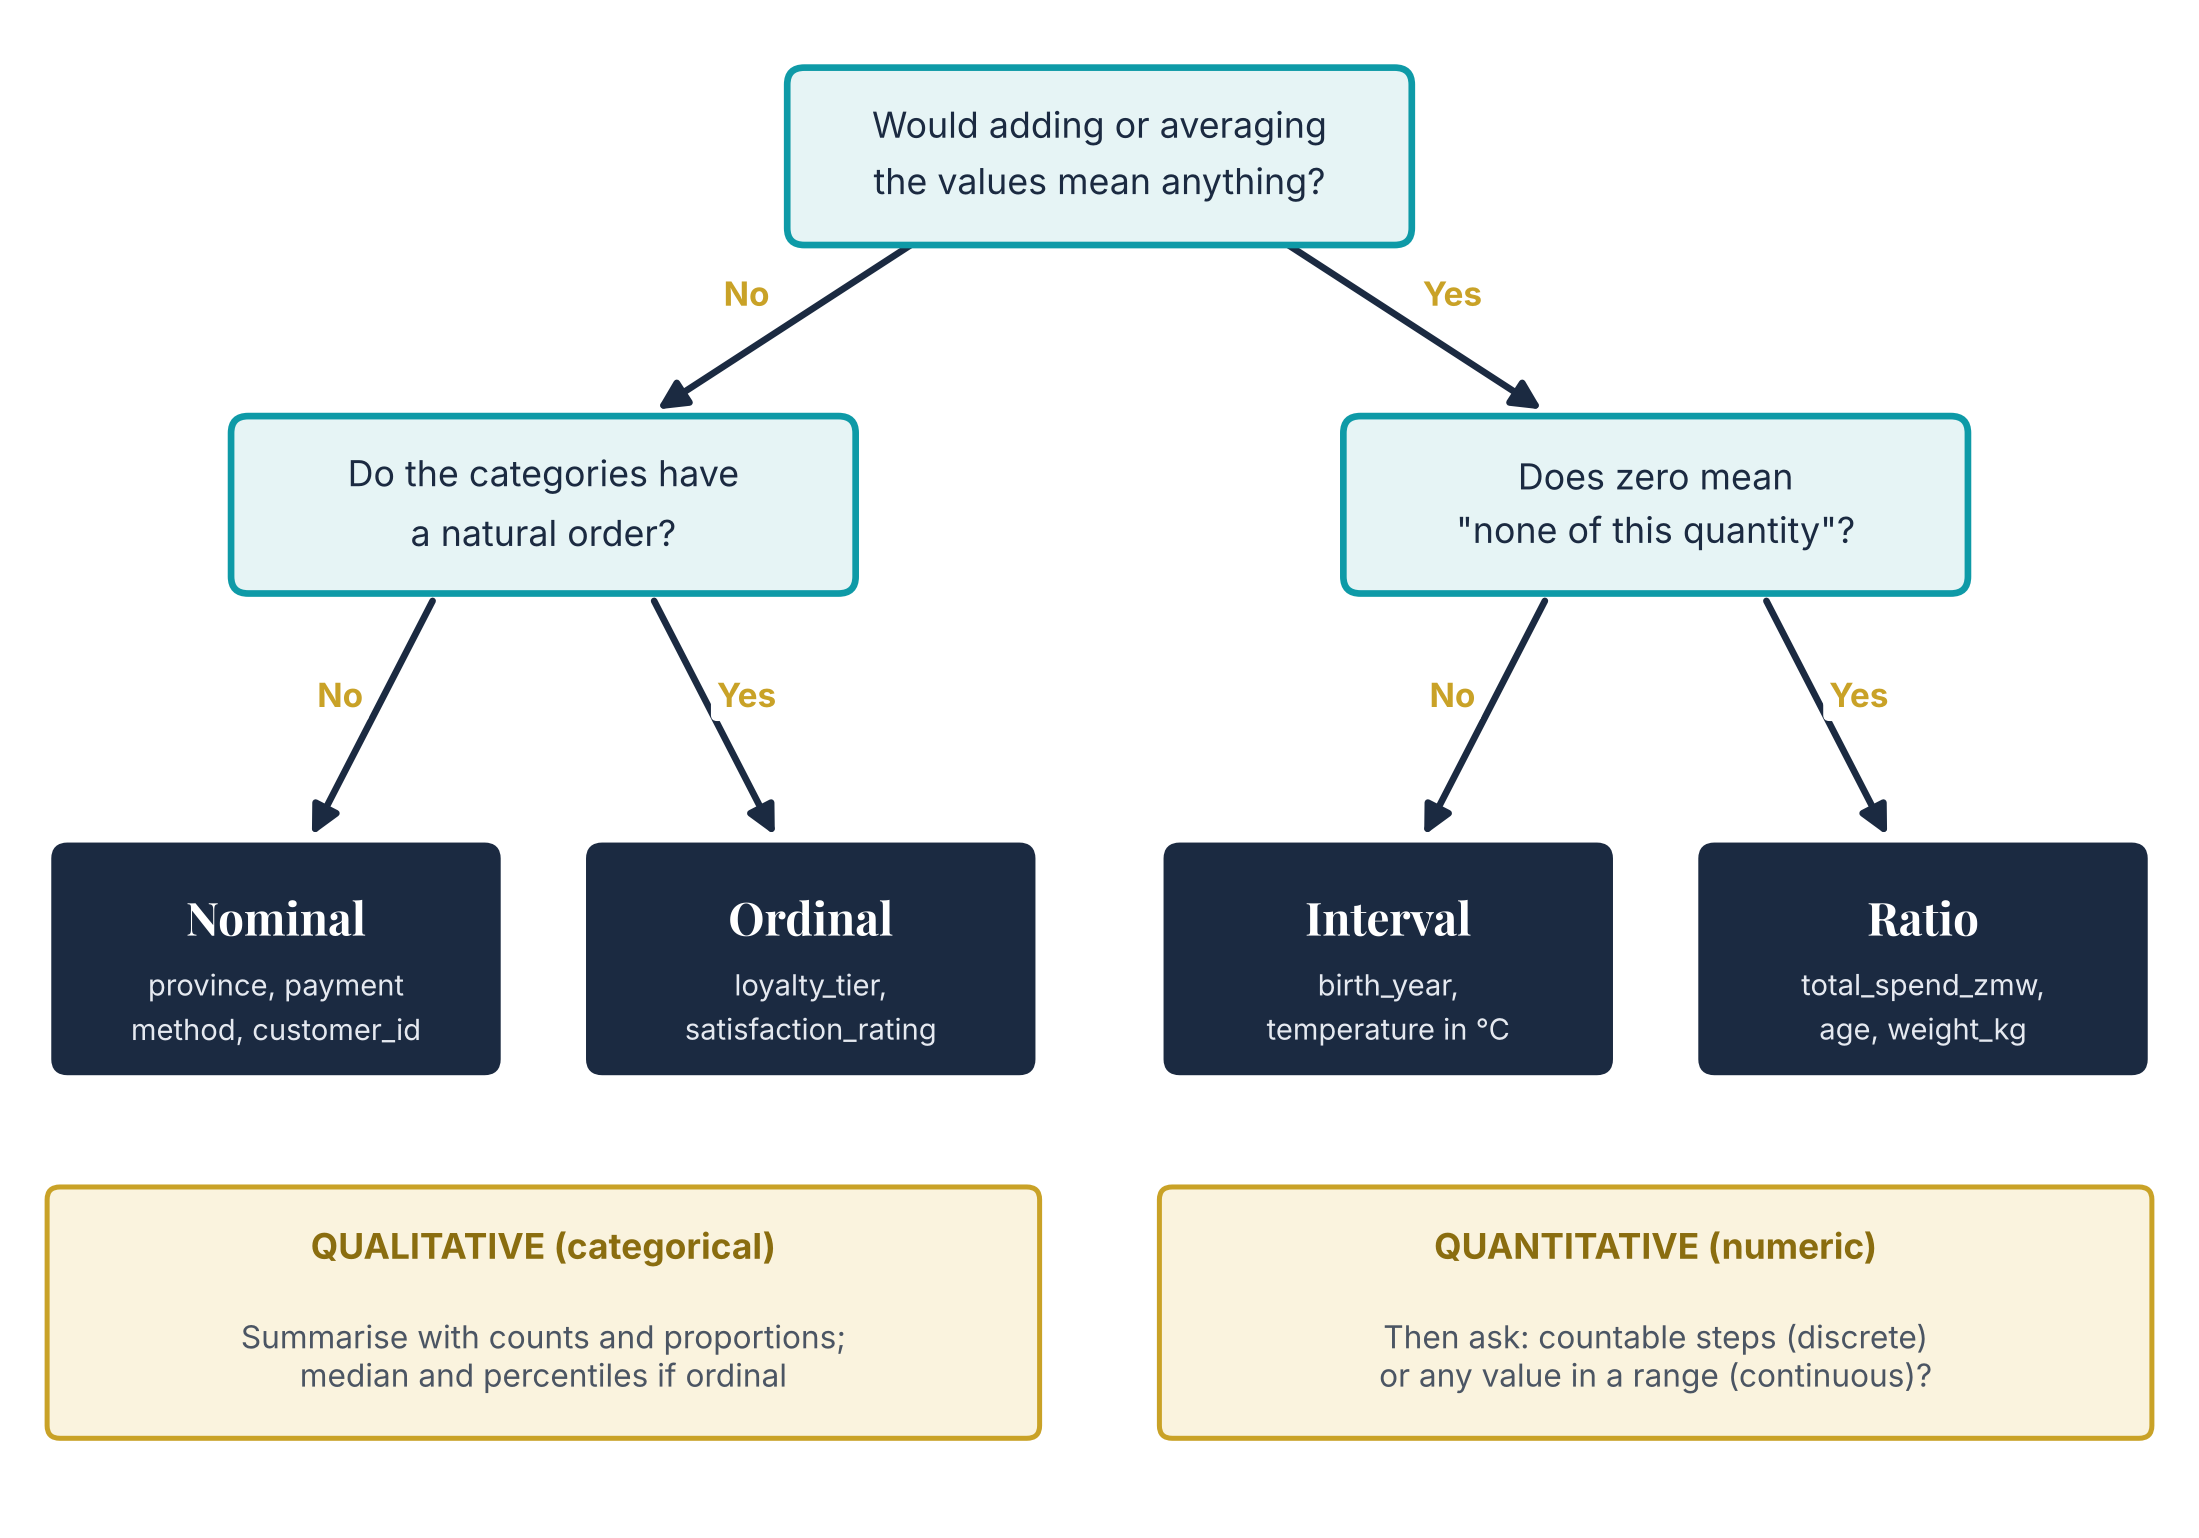 Would adding or averaging
the values mean anything?
No
Yes
Do the categories have
a natural order?
Does zero mean
"none of this quantity"?
No
Yes
No
Yes
Nominal
province, payment
method, customer_id
Ordinal
loyalty_tier,
satisfaction_rating
Interval
birth_year,
temperature in °C
Ratio
total_spend_zmw,
age, weight_kg
QUALITATIVE (categorical)
Summarise with counts and proportions;
median and percentiles if ordinal
QUANTITATIVE (numeric)
Then ask: countable steps (discrete)
or any value in a range (continuous)?